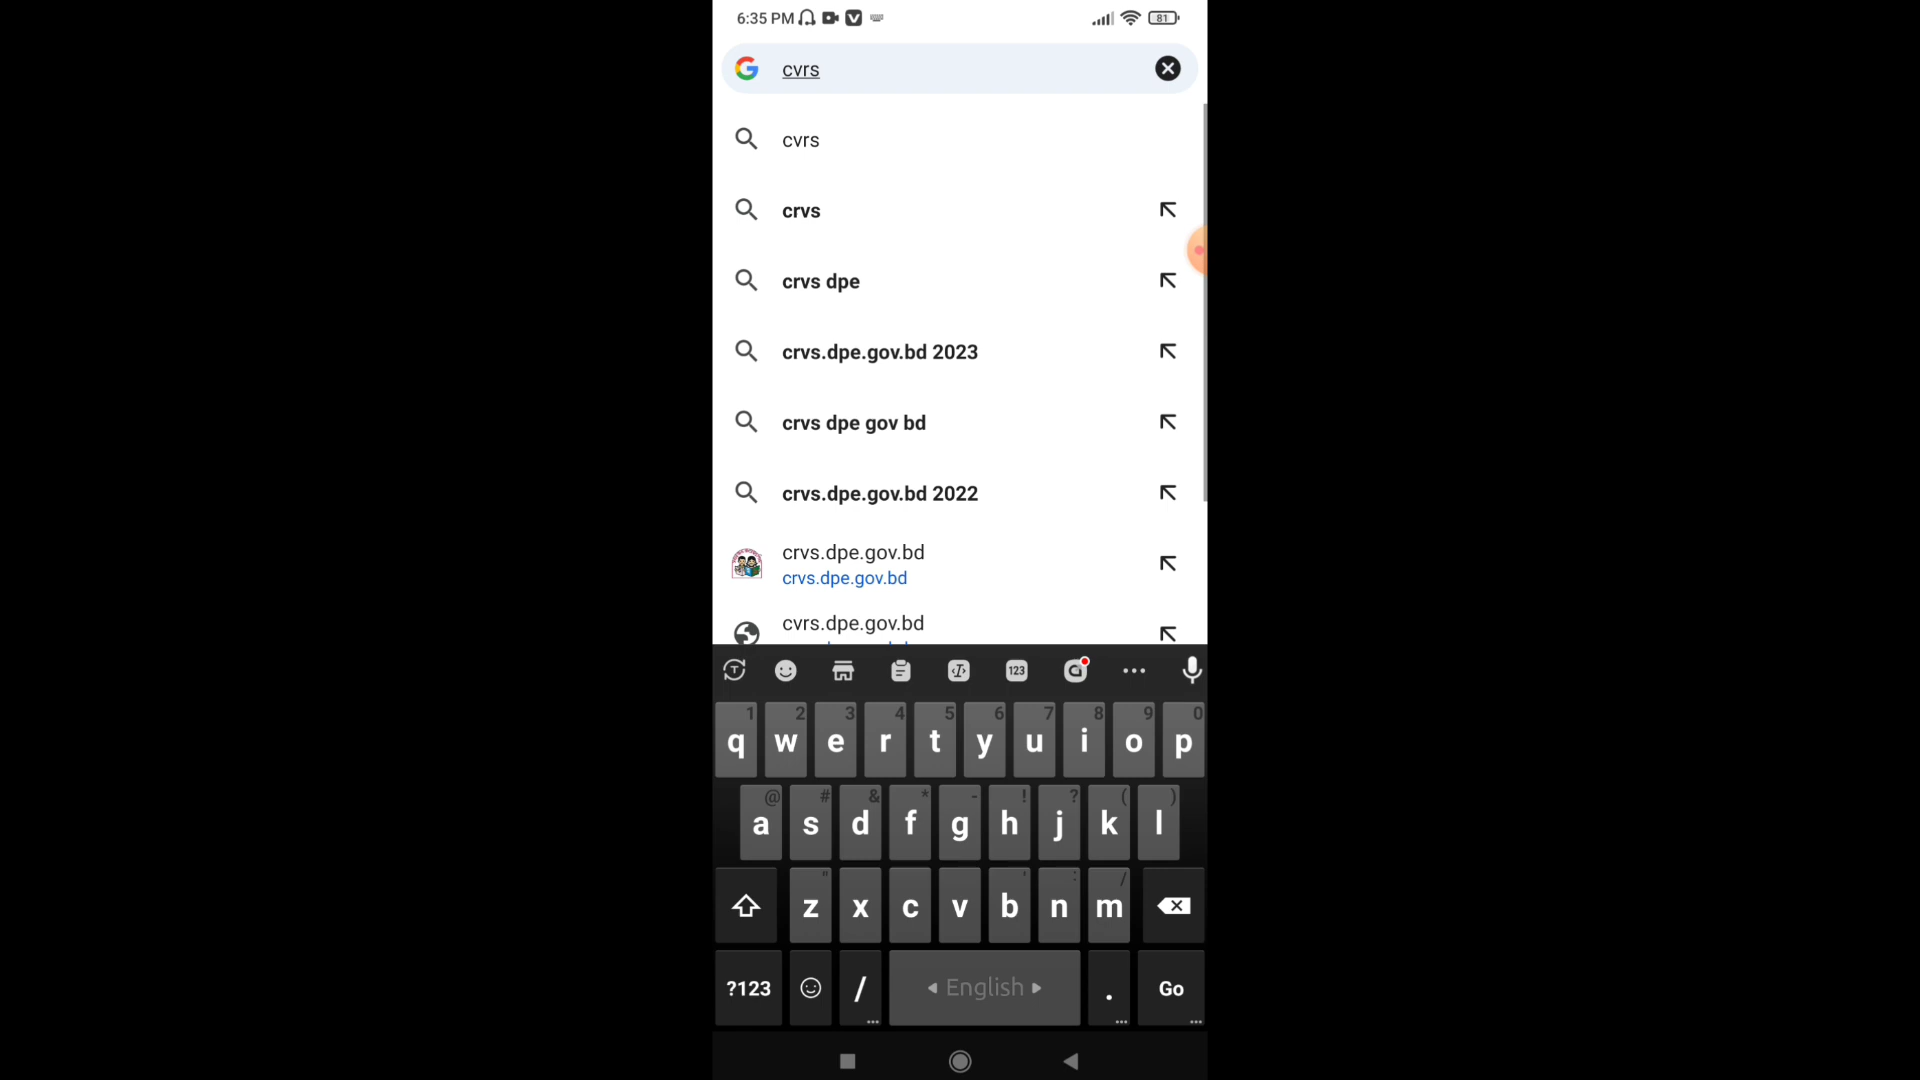 6:35 PM
81
cvrs
cvrs
crvs
crvs dpe
crvs.dpe.gov.bd 2023
crvs dpe gov bd
crvs.dpe.gov.bd 2022
crvs.dpe.gov.bd
crvs.dpe.gov.bd
cvrs.dpe.gov.bd
123
1 2 3 4 5 6 7 8 9 0
q w e r t y u i o p
@ # & * - ! ? ( )
a s d f g h j k l
" ' : /
z x c v b n m
?123 / English . Go